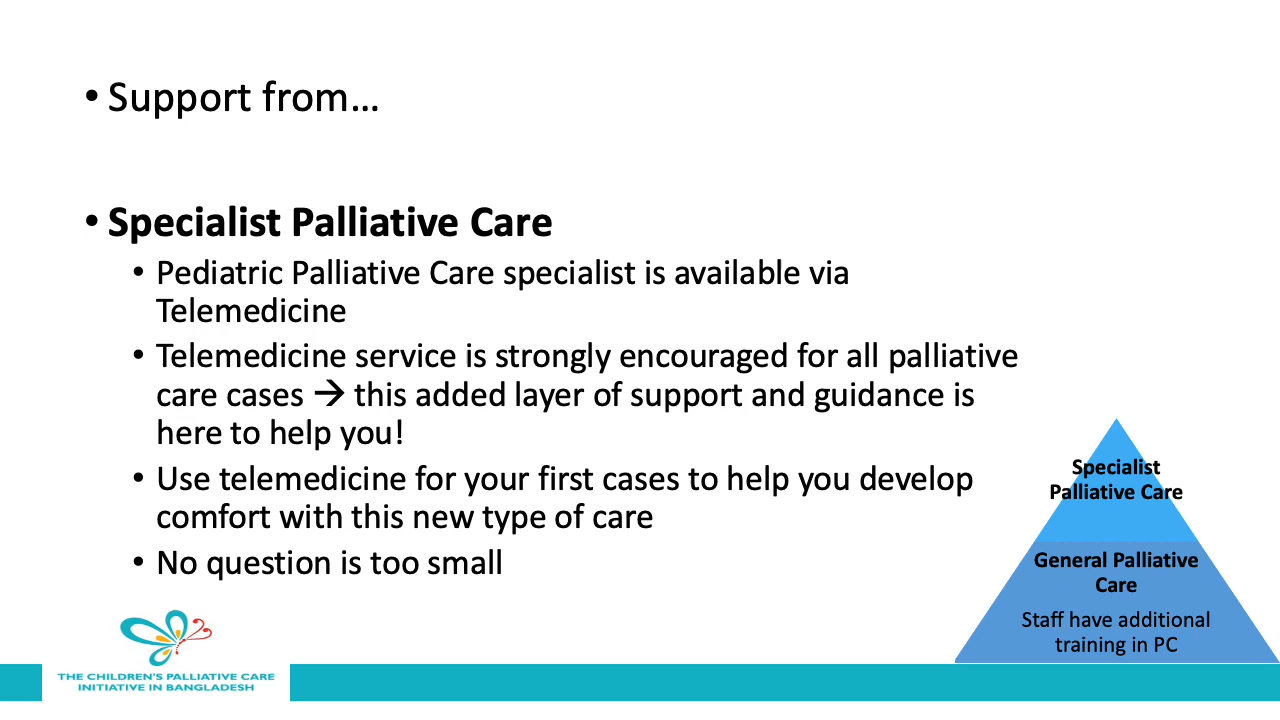 • Support from…
• Specialist Palliative Care
• Pediatric Palliative Care specialist is available via
Telemedicine
• Telemedicine service is strongly encouraged for all palliative
care cases → this added layer of support and guidance is
here to help you!
• Use telemedicine for your first cases to help you develop
comfort with this new type of care
• No question is too small
Specialist
Palliative Care
General Palliative
Care
Staff have additional
training in PC
THE CHILDREN'S PALLIATIVE CARE
INITIATIVE IN BANGLADESH